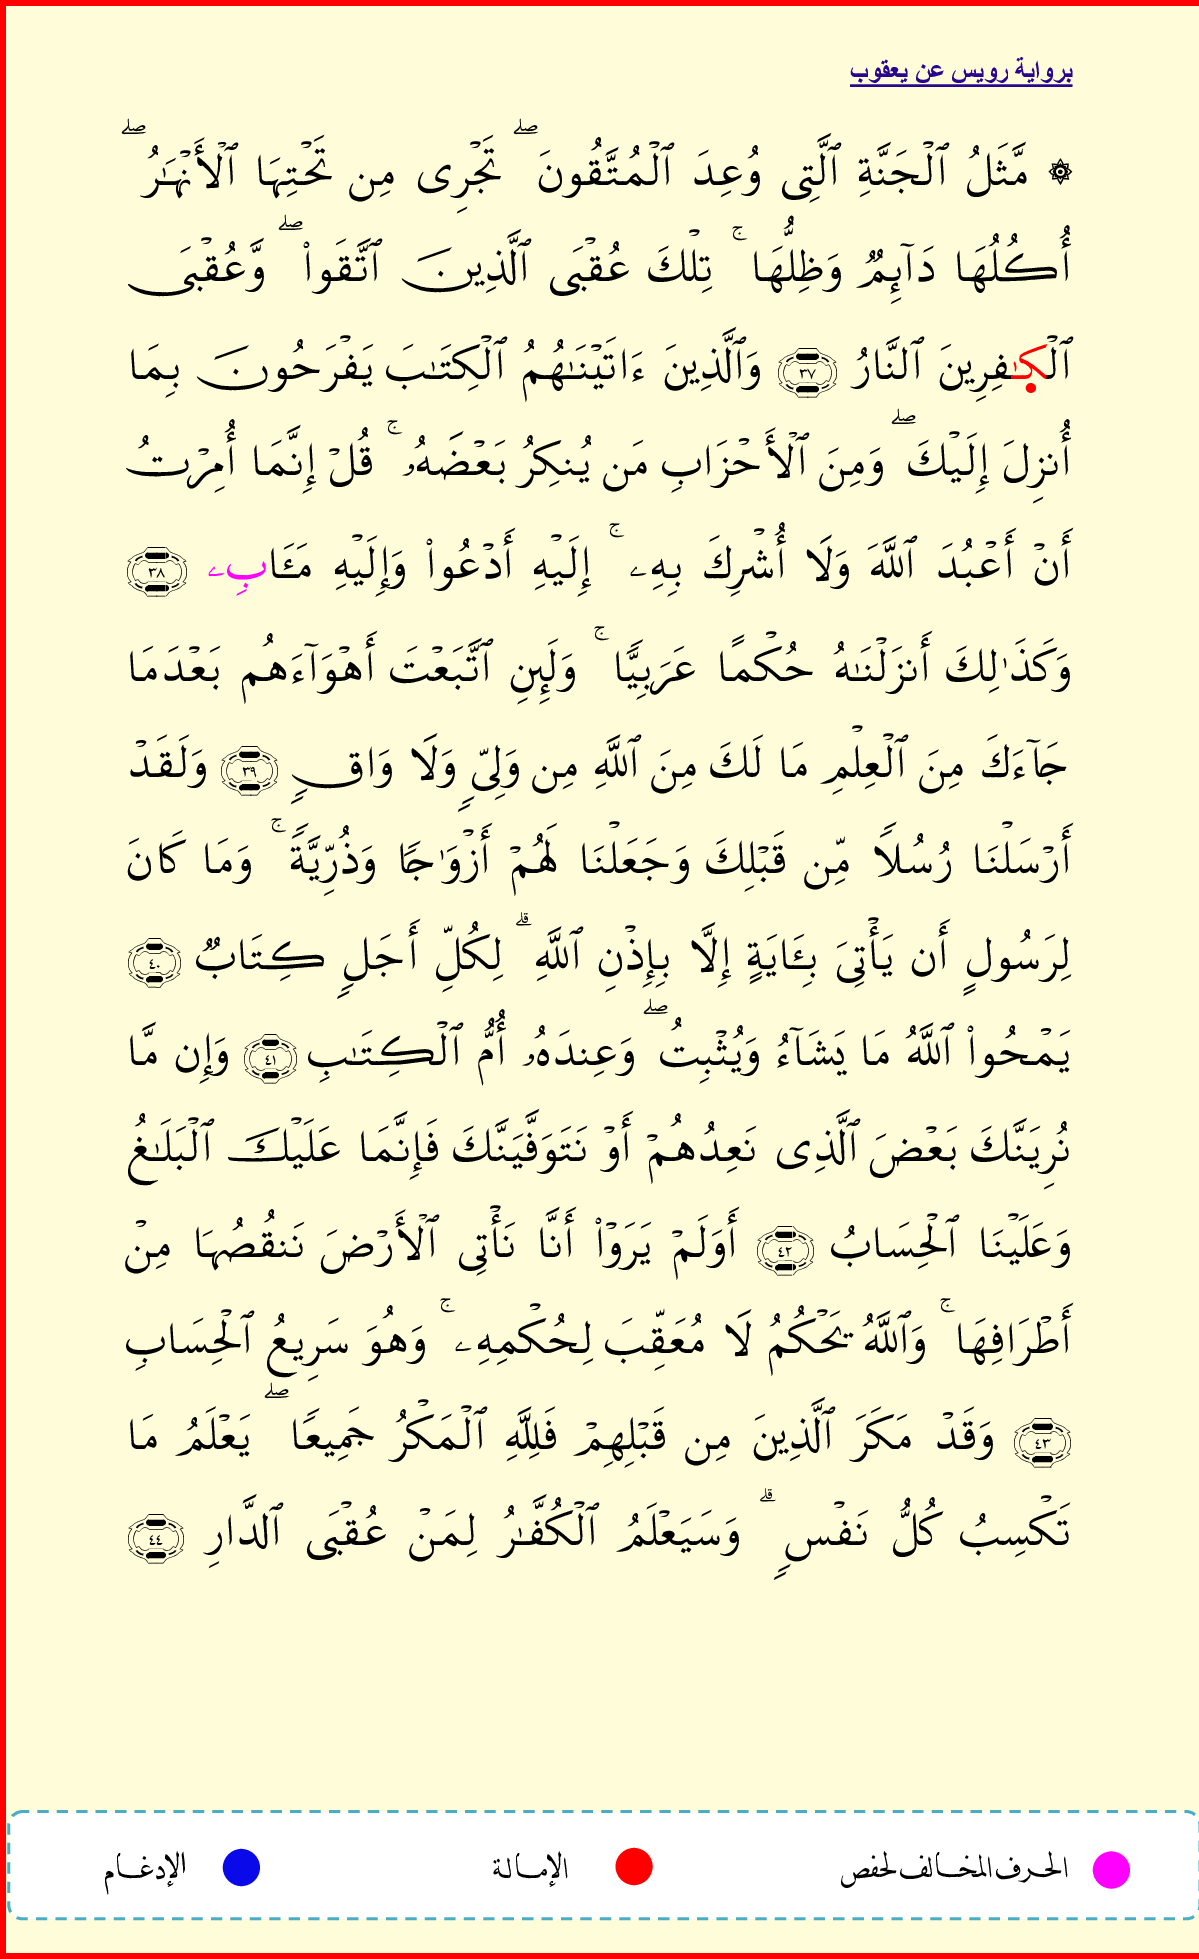 برواية رويس عن يعقوب
۞ مَّثَلُ ٱلۡجَنَّةِ ٱلَّتِى وُعِدَ ٱلۡمُتَّقُونَۖ تَجۡرِى مِن تَحۡتِهَا ٱلۡأَنۡهَٰرُۖ
أُكُلُهَا دَآئِمٌ وَظِلُّهَاۚ تِلۡكَ عُقۡبَى ٱلَّذِينَ ٱتَّقَواْۖ وَّعُقۡبَى
ٱلۡكَٰفِرِينَ ٱلنَّارُ ٣٧ وَٱلَّذِينَ ءَاتَيۡنَٰهُمُ ٱلۡكِتَٰبَ يَفۡرَحُونَ بِمَا
أُنزِلَ إِلَيۡكَۖ وَمِنَ ٱلۡأَحۡزَابِ مَن يُنكِرُ بَعۡضَهُۥۚ قُلۡ إِنَّمَا أُمِرۡتُ
أَنۡ أَعۡبُدَ ٱللَّهَ وَلَا أُشۡرِكَ بِهِۦۚ إِلَيۡهِ أَدۡعُواْ وَإِلَيۡهِ مَـَٔابِۦ ٣٨
وَكَذَٰلِكَ أَنزَلۡنَٰهُ حُكۡمًا عَرَبِيًّاۚ وَلَئِنِ ٱتَّبَعۡتَ أَهۡوَآءَهُم بَعۡدَمَا
جَآءَكَ مِنَ ٱلۡعِلۡمِ مَا لَكَ مِنَ ٱللَّهِ مِن وَلِىٍّ وَلَا وَاقٍ ٣٩ وَلَقَدۡ
أَرۡسَلۡنَا رُسُلًا مِّن قَبۡلِكَ وَجَعَلۡنَا لَهُمۡ أَزۡوَٰجًا وَذُرِّيَّةًۚ وَمَا كَانَ
لِرَسُولٍ أَن يَأۡتِىَ بِـَٔايَةٍ إِلَّا بِإِذۡنِ ٱللَّهِۗ لِكُلِّ أَجَلٍ كِتَابٌ ٤٠
يَمۡحُواْ ٱللَّهُ مَا يَشَآءُ وَيُثۡبِتُۖ وَعِندَهُۥ أُمُّ ٱلۡكِتَٰبِ ٤١ وَإِن مَّا
نُرِيَنَّكَ بَعۡضَ ٱلَّذِى نَعِدُهُمۡ أَوۡ نَتَوَفَّيَنَّكَ فَإِنَّمَا عَلَيۡكَ ٱلۡبَلَٰغُ
وَعَلَيۡنَا ٱلۡحِسَابُ ٤٢ أَوَلَمۡ يَرَوۡاْ أَنَّا نَأۡتِى ٱلۡأَرۡضَ نَنقُصُهَا مِنۡ
أَطۡرَافِهَاۚ وَٱللَّهُ يَحۡكُمُ لَا مُعَقِّبَ لِحُكۡمِهِۦۚ وَهُوَ سَرِيعُ ٱلۡحِسَابِ
٤٣ وَقَدۡ مَكَرَ ٱلَّذِينَ مِن قَبۡلِهِمۡ فَلِلَّهِ ٱلۡمَكۡرُ جَمِيعًاۖ يَعۡلَمُ مَا
تَكۡسِبُ كُلُّ نَفۡسٍۗ وَسَيَعۡلَمُ ٱلۡكُفَّٰرُ لِمَنۡ عُقۡبَى ٱلدَّارِ ٤٤
الحرف المخالف لحفص الإمالة الإدغام